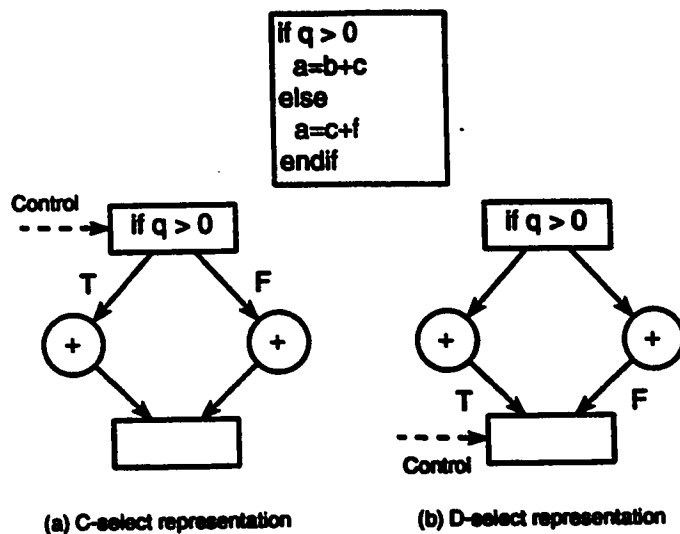 if q > 0
a=b+c
else
a=c+f
endif
Control
if q > 0
T
F
+
+
(a) C-select representation
if q > 0
+
+
T
F
Control
(b) D-select representation